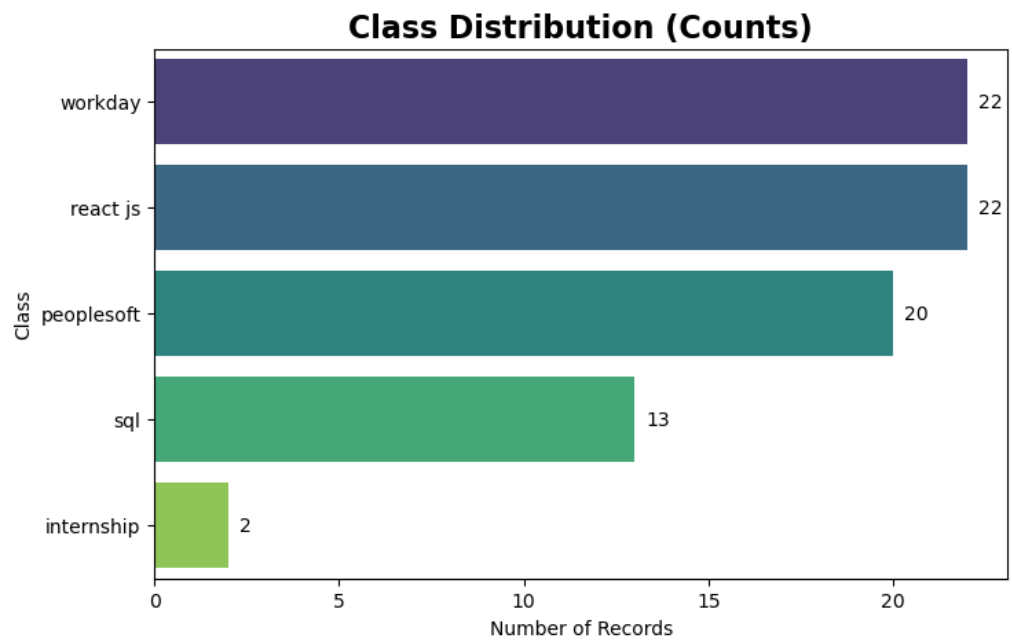 Class Distribution (Counts)
workday
22
react js
22
peoplesoft
20
sql
13
internship
2
Class
0 5 10 15 20
Number of Records